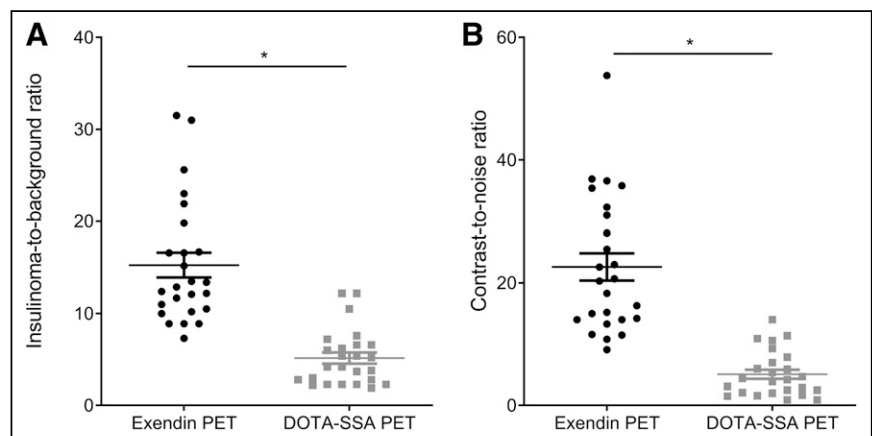 A
Insulinoma-to-background ratio
40
30
20
10
0
*
Exendin PET
DOTA-SSA PET
B
Contrast-to-noise ratio
60
40
20
0
*
Exendin PET
DOTA-SSA PET